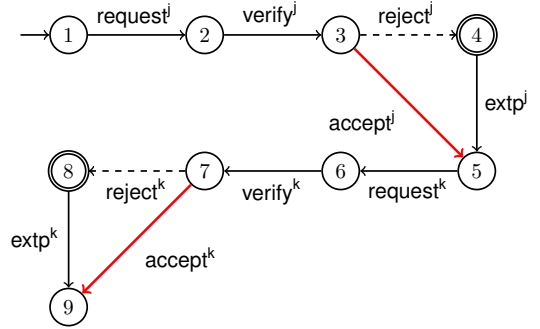 request^j verify^j reject^j
1 2 3 4
accept^j extp^j
8 7 6 5
reject^k verify^k request^k
extp^k accept^k
9